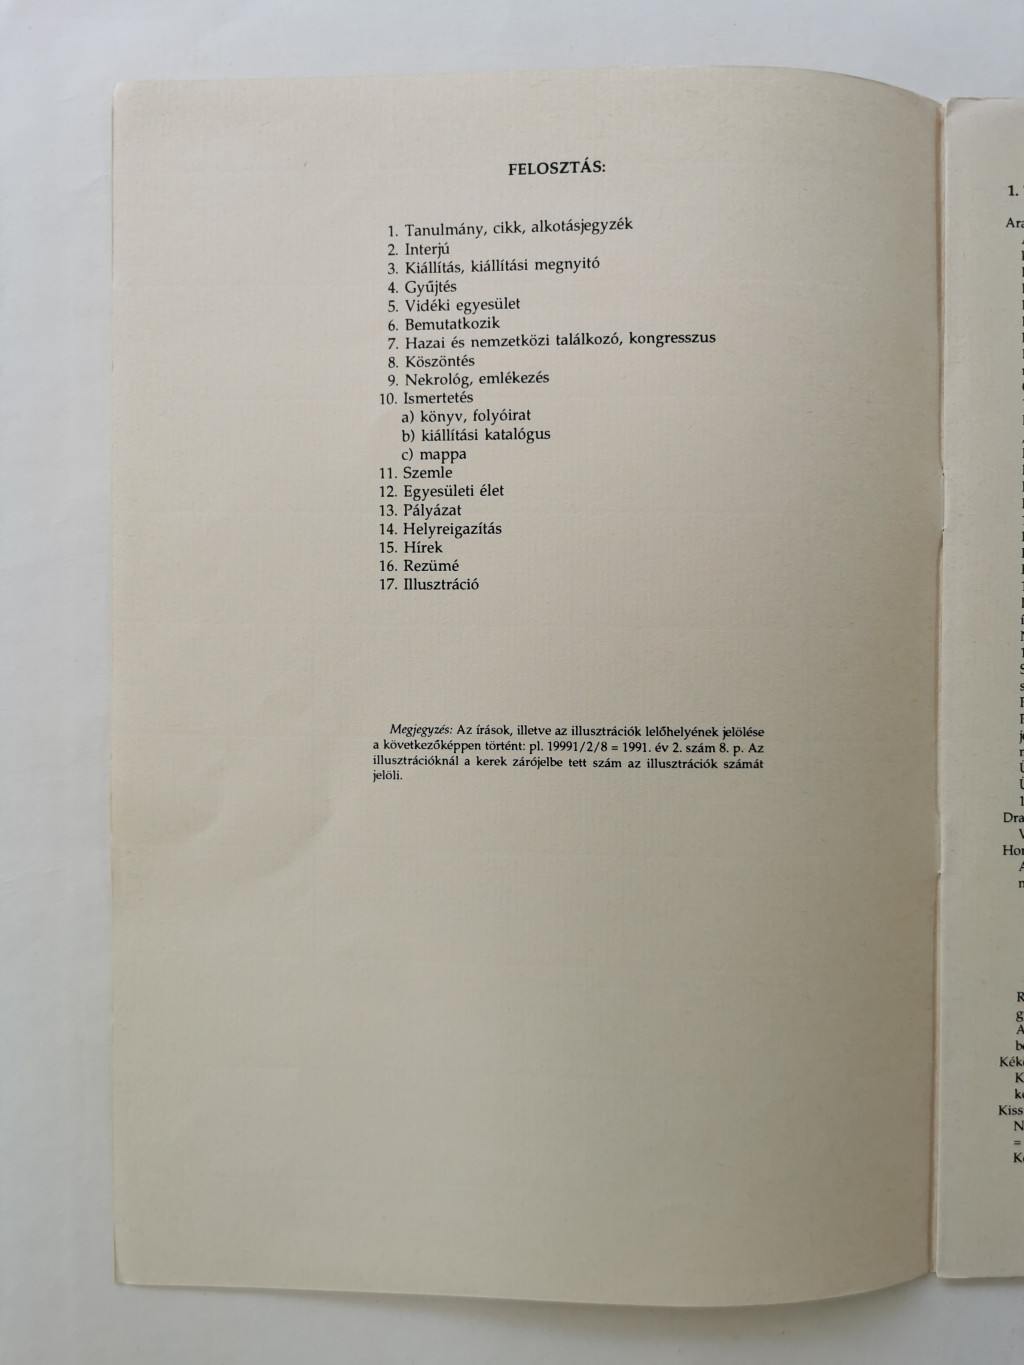 FELOSZTÁS:
1. Tanulmány, cikk, alkotásjegyzék
2. Interjú
3. Kiállítás, kiállítási megnyitó
4. Gyűjtés
5. Vidéki egyesület
6. Bemutatkozik
7. Hazai és nemzetközi találkozó, kongresszus
8. Köszöntés
9. Nekrológ, emlékezés
10. Ismertetés
a) könyv, folyóirat
b) kiállítási katalógus
c) mappa
11. Szemle
12. Egyesületi élet
13. Pályázat
14. Helyreigazítás
15. Hírek
16. Rezümé
17. Illusztráció
Megjegyzés: Az írások, illetve az illusztrációk lelőhelyének jelölése
a következőképpen történt: pl. 19991/2/8 = 1991. év 2. szám 8. p. Az
illusztrációknál a kerek zárójelbe tett szám az illusztrációk számát
jelöli.
1.
Kiss